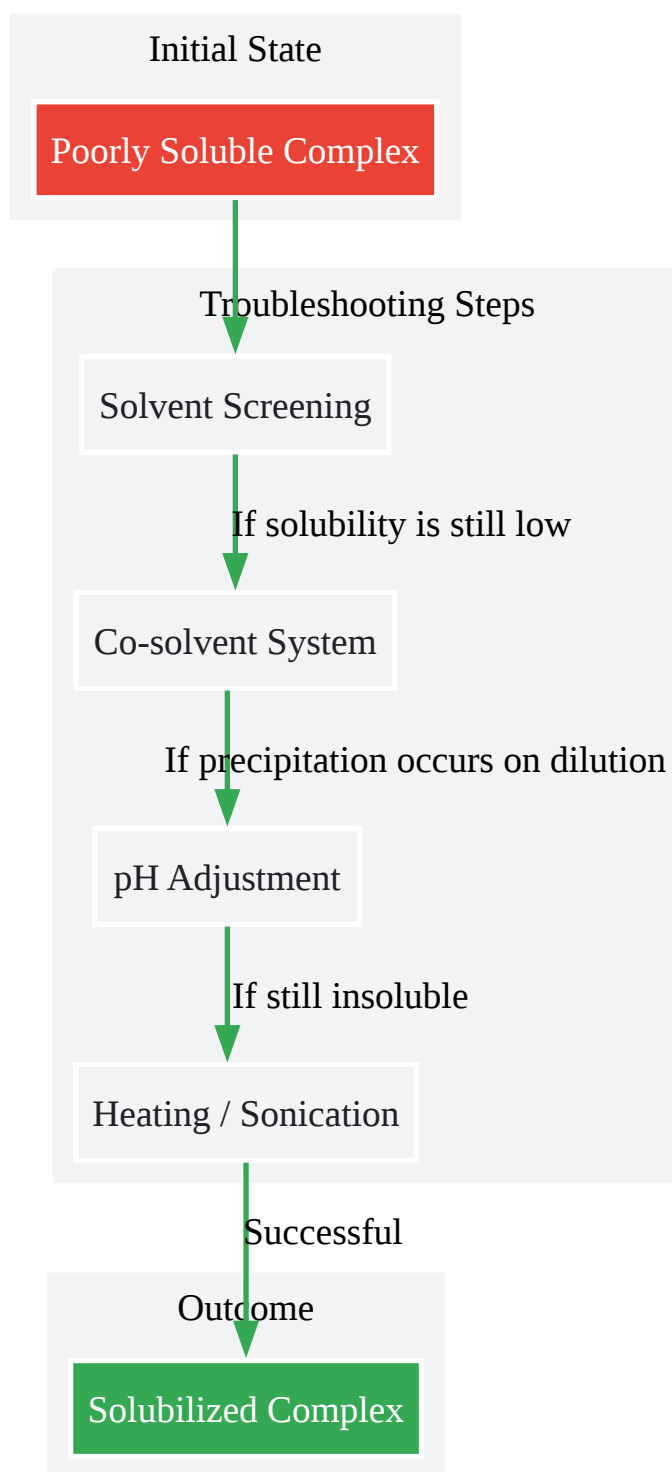 Initial State
Poorly Soluble Complex
Troubleshooting Steps
Solvent Screening
If solubility is still low
Co-solvent System
If precipitation occurs on dilution
pH Adjustment
If still insoluble
Heating / Sonication
Successful
Outcome
Solubilized Complex